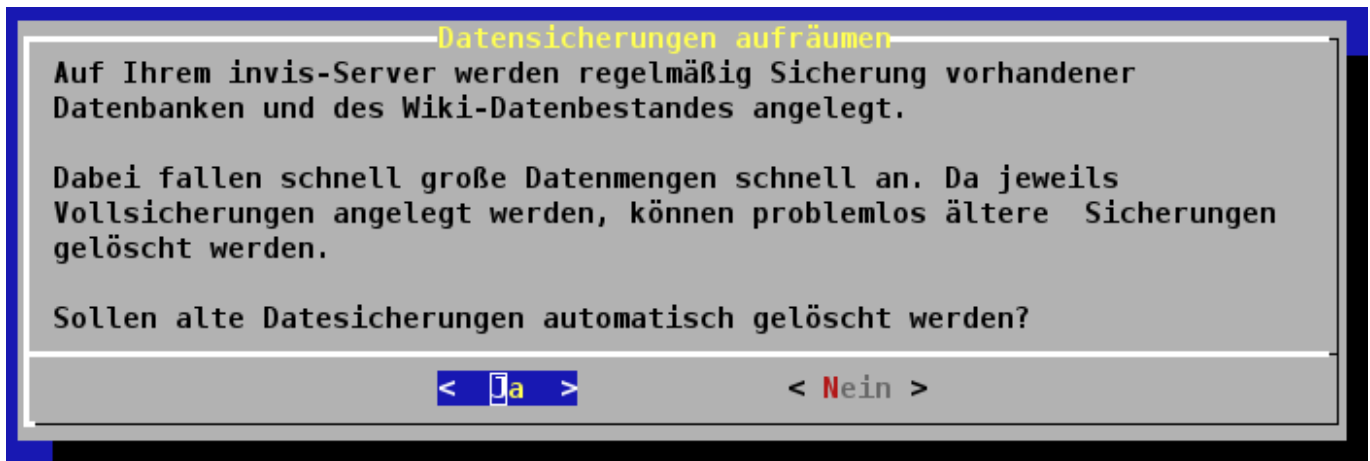 Datensicherungen aufräumen
Auf Ihrem invis-Server werden regelmäßig Sicherung vorhandener
Datenbanken und des Wiki-Datenbestandes angelegt.
Dabei fallen schnell große Datenmengen schnell an. Da jeweils
Vollsicherungen angelegt werden, können problemlos ältere  Sicherungen
gelöscht werden.
Sollen alte Datesicherungen automatisch gelöscht werden?
<  Ja  > < Nein >